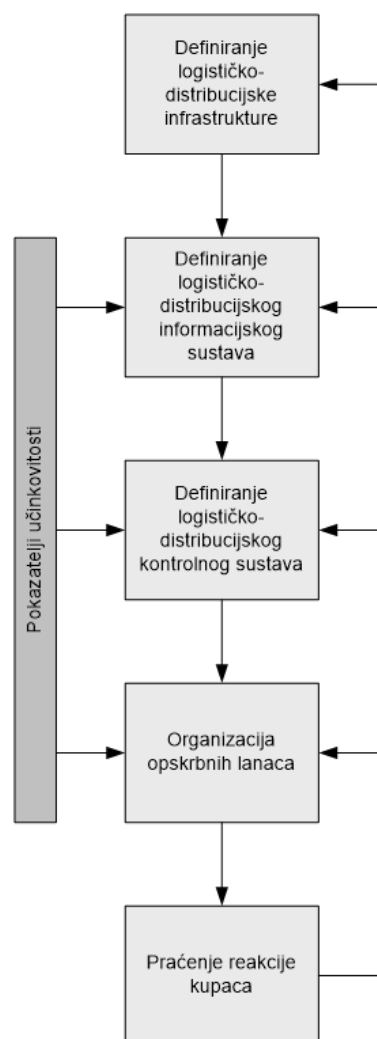 Definiranje
logističko-
distribucijske
infrastrukture
Definiranje
logističko-
distribucijskog
informacijskog
sustava
Pokazatelji učinkovitosti
Definiranje
logističko-
distribucijskog
kontrolnog sustava
Organizacija
opskrbnih lanaca
Praćenje reakcije
kupaca